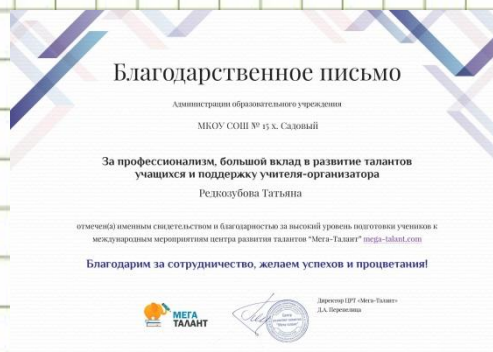 Благодарственное письмо
Администрации образовательного учреждения
МКОУ СОШ № 15 х. Садовый
За профессионализм, большой вклад в развитие талантов
учащихся и поддержку учителя-организатора
Редкозубова Татьяна
отмечен(а) именным свидетельством и благодарностью за высокий уровень подготовки учеников к
международным мероприятиям центра развития талантов "Мега-Талант" mega-talant.com
Благодарим за сотрудничество, желаем успехов и процветания!
МЕГА
ТАЛАНТ
Директор ЦРТ «Мега-Талант»
Д.А. Перевезина